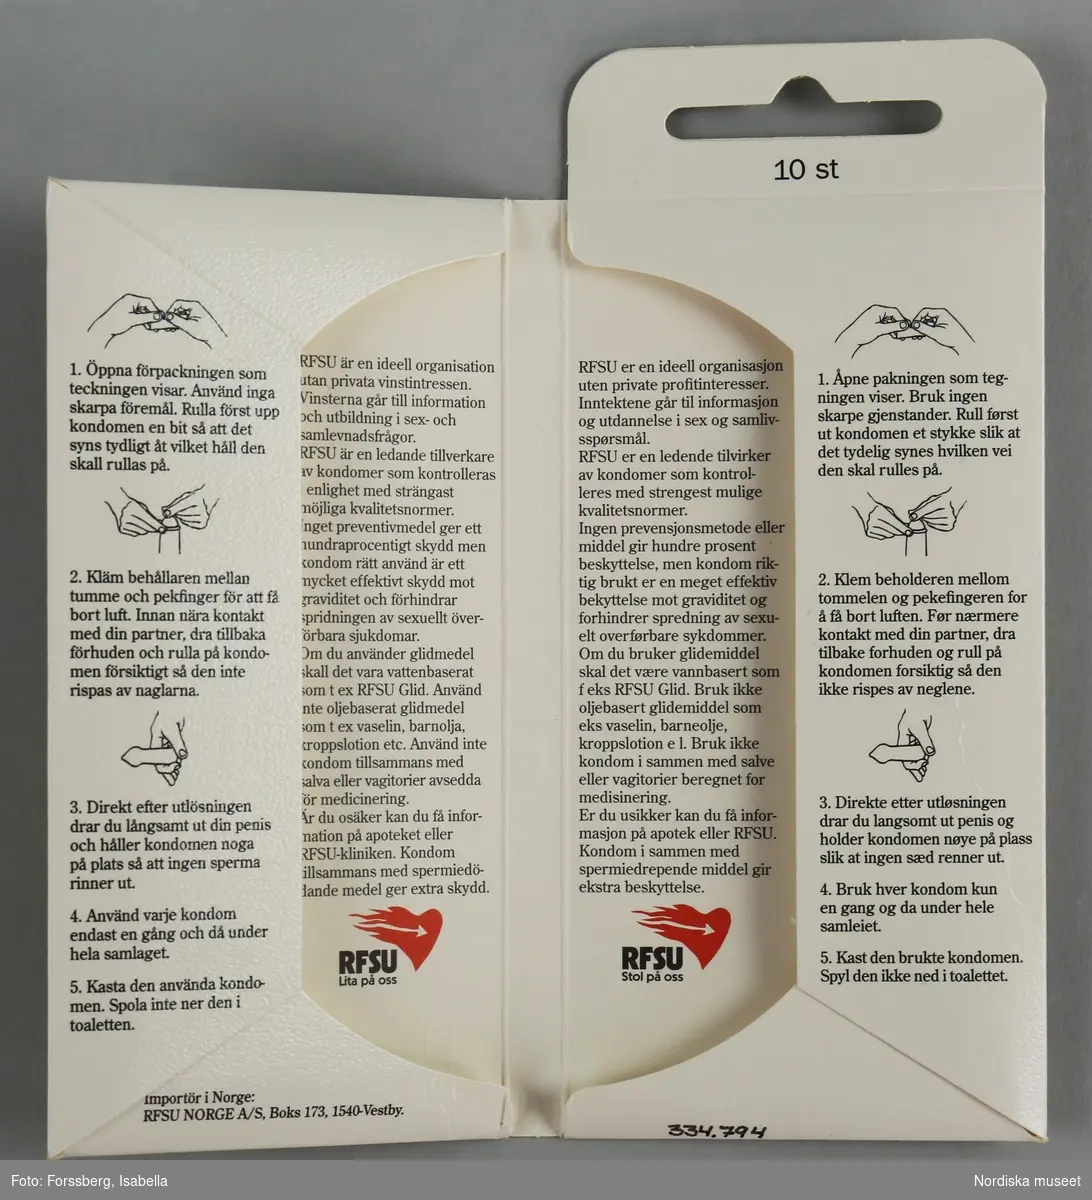 1. Öppna förpackningen som
teckningen visar. Använd inga
skarpa föremål. Rulla först upp
kondomen en bit så att det
syns tydligt åt vilket håll den
skall rullas på.
2. Kläm behållaren mellan
tumme och pekfinger för att få
bort luft. Innan nära kontakt
med din partner, dra tillbaka
förhuden och rulla på kondo-
men försiktigt så den inte
rispas av naglarna.
3. Direkt efter utlösningen
drar du långsamt ut din penis
och håller kondomen noga
på plats så att ingen sperma
rinner ut.
4. Använd varje kondom
endast en gång och då under
hela samlaget.
5. Kasta den använda kondo-
men. Spola inte ner den i
toaletten.
Importör i Norge:
RFSU NORGE A/S, Boks 173, 1540-Vestby.
RFSU är en ideell organisation
utan privata vinstintressen.
Vinsterna går till information
och utbildning i sex- och
samlevnadsfrågor.
RFSU är en ledande tillverkare
av kondomer som kontrolleras
enlighet med strängast
möjliga kvalitetsnormer.
Inget preventivmedel ger ett
hundraprocentigt skydd men
kondom rätt använd är ett
mycket effektivt skydd mot
graviditet och förhindrar
spridningen av sexuellt över-
förbara sjukdomar.
Om du använder glidmedel
skall det vara vattenbaserat
som t ex RFSU Glid. Använd
inte oljebaserat glidmedel
som t ex vaselin, barnolja,
kroppslotion etc. Använd inte
kondom tillsammans med
salva eller vagitorier avsedda
för medicinering.
Är du osäker kan du få infor-
mation på apoteket eller
RFSU-kliniken. Kondom
tillsammans med spermiedö-
dande medel ger extra skydd.
RFSU
Lita på oss
10 st
RFSU er en ideell organisasjon
uten private profitinteresser.
Inntektene går til informasjon
og utdannelse i sex og samliv-
sspørsmål.
RFSU er en ledende tilvirker
av kondomer som kontrol-
leres med strengest mulige
kvalitetsnormer.
Ingen prevensjonsmetode eller
middel gir hundre prosent
beskyttelse, men kondom rik-
tig brukt er en meget effektiv
bekyttelse mot graviditet og
forhindrer spredning av sexu-
elt overførbare sykdommer.
Om du bruker glidemiddel
skal det være vannbasert som
f eks RFSU Glid. Bruk ikke
oljebasert glidemiddel som
eks vaselin, barneolje,
kroppslotion e l. Bruk ikke
kondom i sammen med salve
eller vagitorier beregnet for
medisinering.
Er du usikker kan du få infor-
masjon på apotek eller RFSU.
Kondom i sammen med
spermiedrepende middel gir
ekstra beskyttelse.
RFSU
Stol på oss
1. Åpne pakningen som teg-
ningen viser. Bruk ingen
skarpe gjenstander. Rull først
ut kondomen et stykke slik at
det tydelig synes hvilken vei
den skal rulles på.
2. Klem beholderen mellom
tommelen og pekefingeren for
å få bort luften. Før nærmere
kontakt med din partner, dra
tilbake forhuden og rull på
kondomen forsiktig så den
ikke rispes av neglene.
3. Direkte etter utløsningen
drar du langsomt ut penis og
holder kondomen nøye på plass
slik at ingen sæd renner ut.
4. Bruk hver kondom kun
en gang og da under hele
samleiet.
5. Kast den brukte kondomen.
Spyl den ikke ned i toalettet.
334.794
Foto: Forssberg, Isabella
Nordiska museet